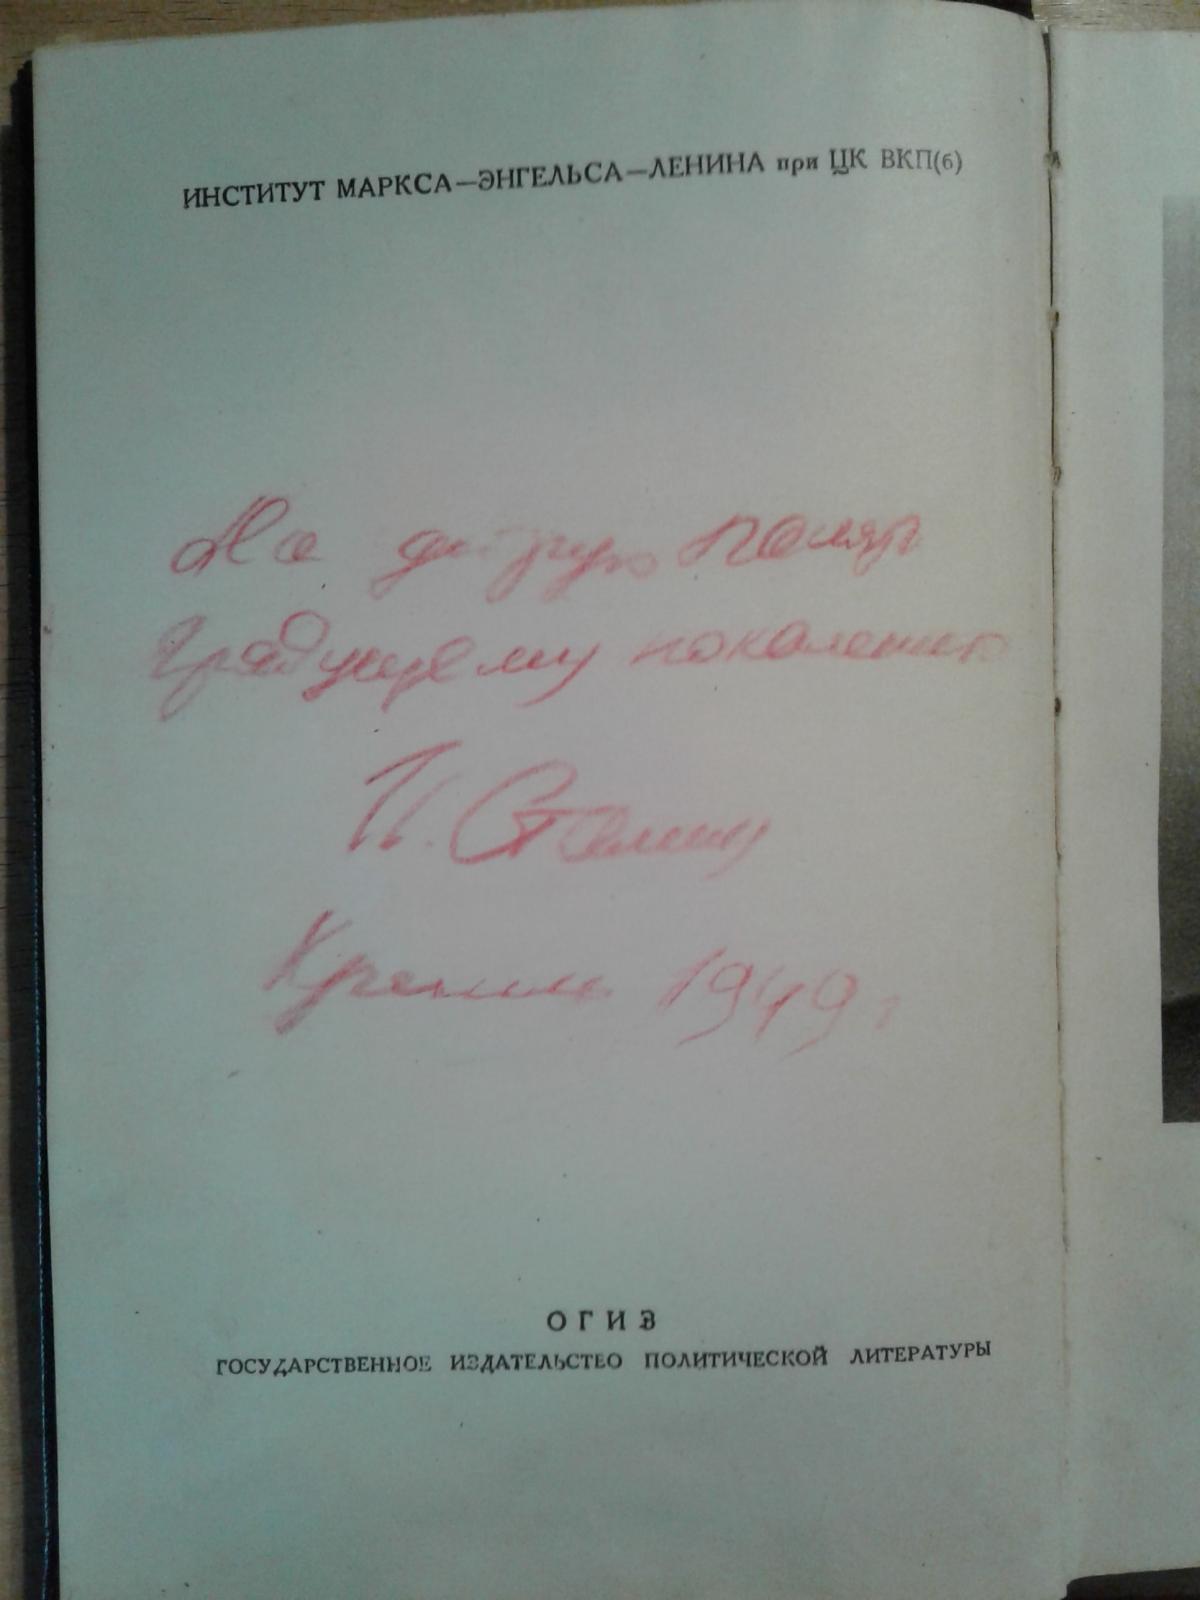 ИНСТИТУТ МАРКСА—ЭНГЕЛЬСА—ЛЕНИНА при ЦК ВКП(б)
На добрую память
грядущему поколению
И. Сталин
Кремль 1949 г.
ОГИЗ
ГОСУДАРСТВЕННОЕ ИЗДАТЕЛЬСТВО ПОЛИТИЧЕСКОЙ ЛИТЕРАТУРЫ